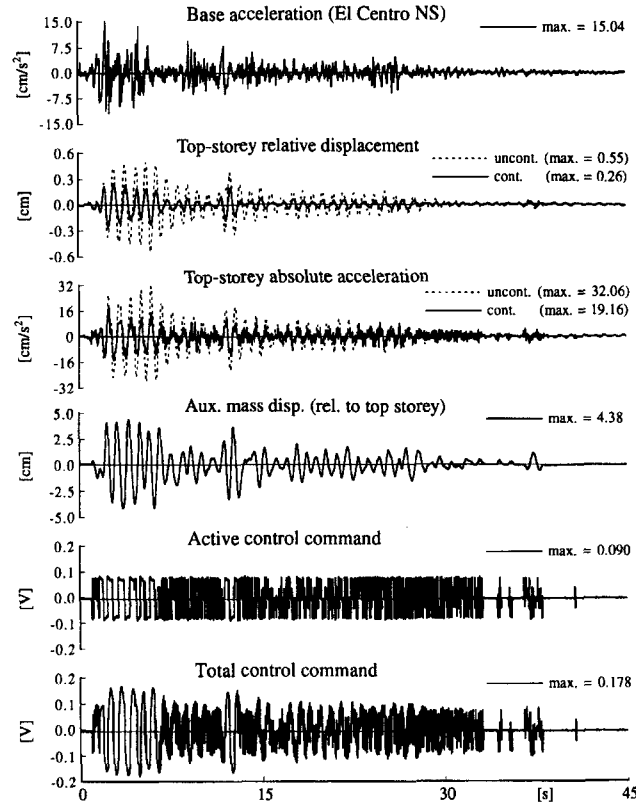 Base acceleration (El Centro NS)
max. = 15.04
[cm/s²]
15.0
7.5
0.0
-7.5
-15.0
Top-storey relative displacement
uncont. (max. = 0.55)
cont. (max. = 0.26)
[cm]
0.6
0.3
0.0
-0.3
-0.6
Top-storey absolute acceleration
uncont. (max. = 32.06)
cont. (max. = 19.16)
[cm/s²]
32
16
0
-16
32
Aux. mass disp. (rel. to top storey)
max. = 4.38
[cm]
5.0
2.5
0.0
-2.5
-5.0
Active control command
max. = 0.090
[V]
0.2
0.1
0.0
-0.1
-0.2
Total control command
max. = 0.178
[V]
0.2
0.1
0.0
-0.1
-0.2
0 15 30 [s] 45